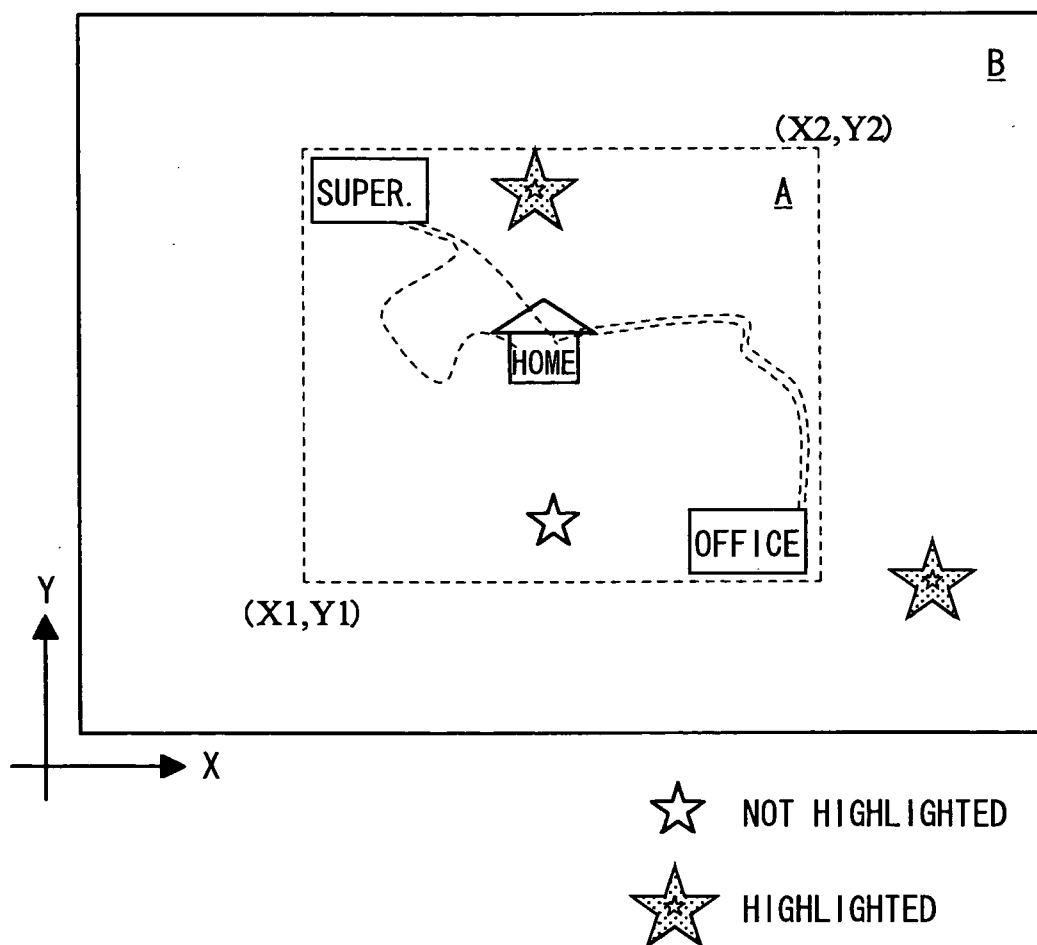 B
(X2,Y2)
SUPER.
A
HOME
OFFICE
(X1,Y1)
Y
X
NOT HIGHLIGHTED
HIGHLIGHTED